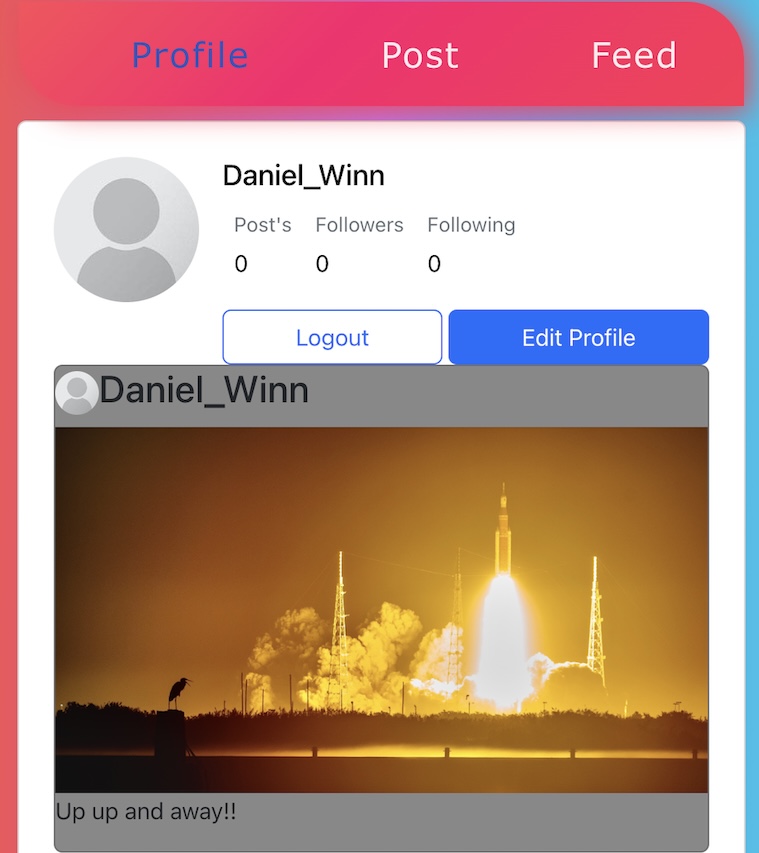 Profile Post Feed
Daniel_Winn
Post's Followers Following
0 0 0
Logout Edit Profile
Daniel_Winn
Up up and away!!